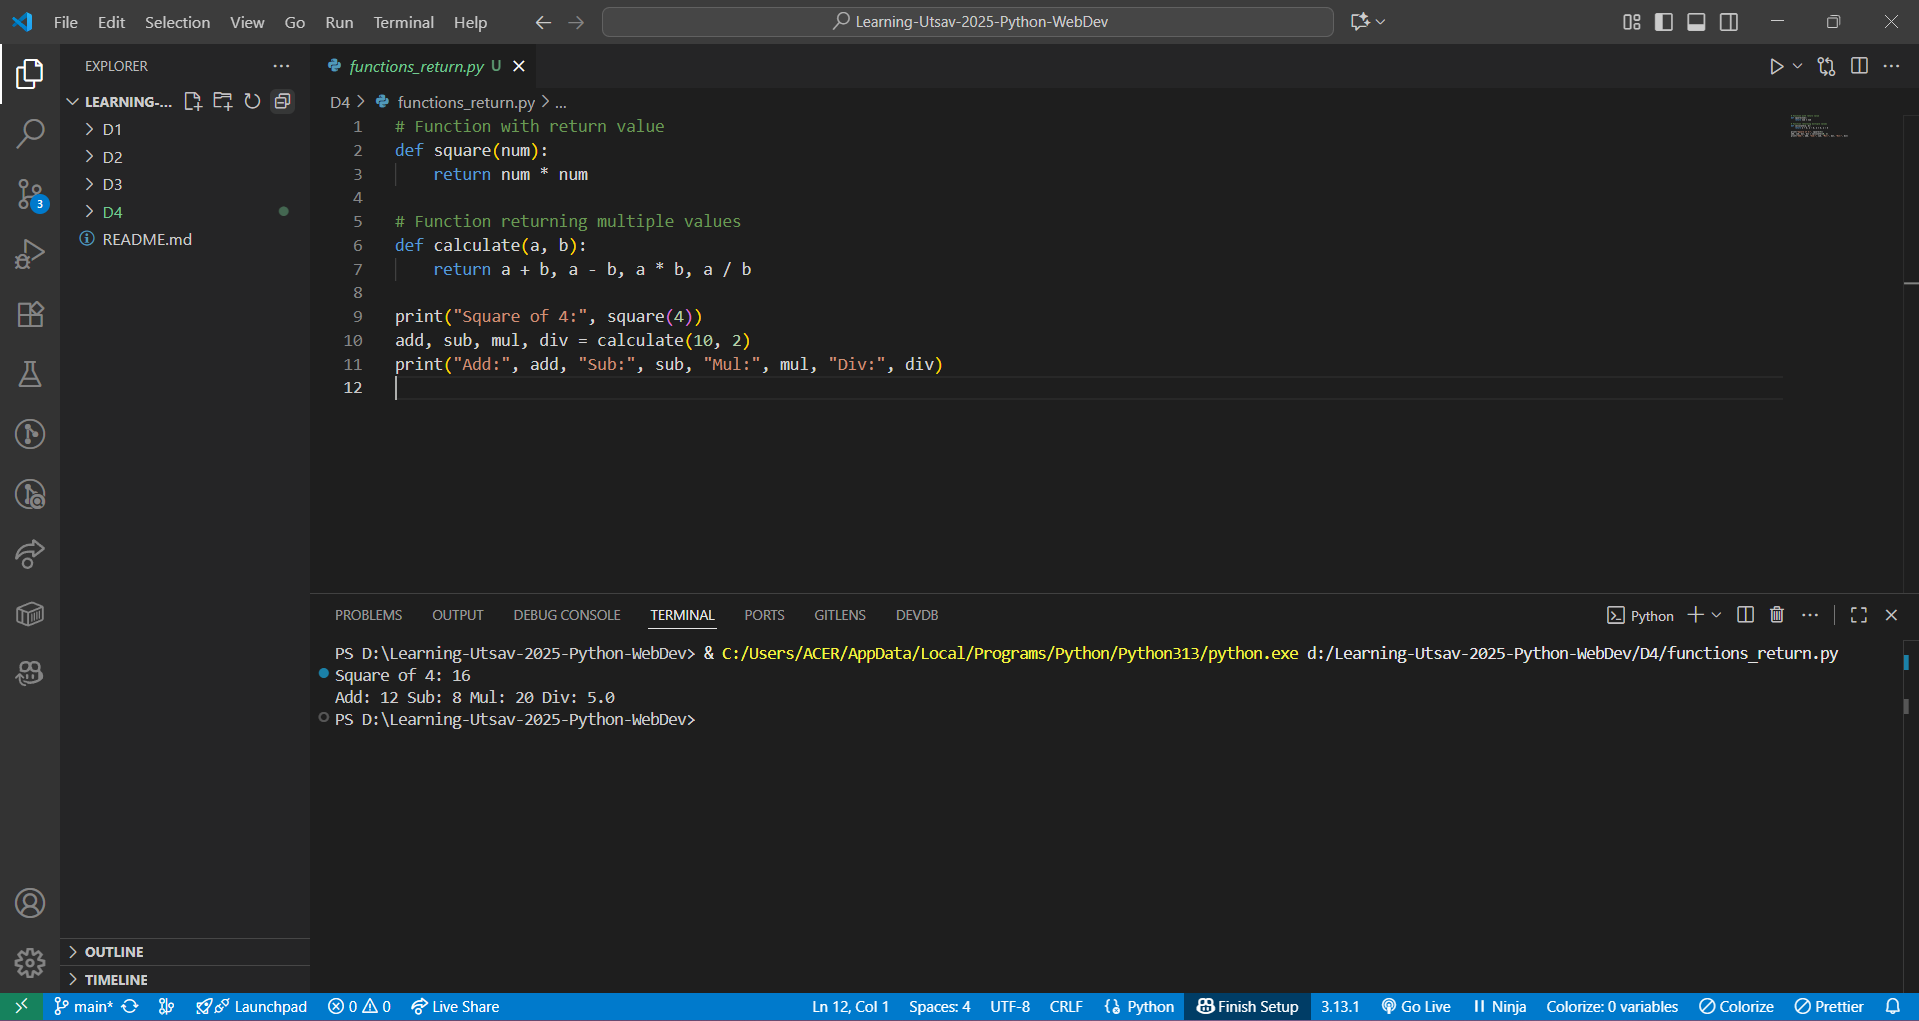 File Edit Selection View Go Run Terminal Help
Learning-Utsav-2025-Python-WebDev
EXPLORER
LEARNING-...
D1
D2
D3
D4
README.md
OUTLINE
TIMELINE
3
functions_return.py U
D4 > functions_return.py > ...
1 # Function with return value
2 def square(num):
3     return num * num
4
5 # Function returning multiple values
6 def calculate(a, b):
7     return a + b, a - b, a * b, a / b
8
9 print("Square of 4:", square(4))
10 add, sub, mul, div = calculate(10, 2)
11 print("Add:", add, "Sub:", sub, "Mul:", mul, "Div:", div)
12
PROBLEMS OUTPUT DEBUG CONSOLE TERMINAL PORTS GITLENS DEVDB
Python
PS D:\Learning-Utsav-2025-Python-WebDev> & C:/Users/ACER/AppData/Local/Programs/Python/Python313/python.exe d:/Learning-Utsav-2025-Python-WebDev/D4/functions_return.py
Square of 4: 16
Add: 12 Sub: 8 Mul: 20 Div: 5.0
PS D:\Learning-Utsav-2025-Python-WebDev>
main* Launchpad 0 0 Live Share Ln 12, Col 1 Spaces: 4 UTF-8 CRLF {} Python Finish Setup 3.13.1 Go Live Ninja Colorize: 0 variables Colorize Prettier